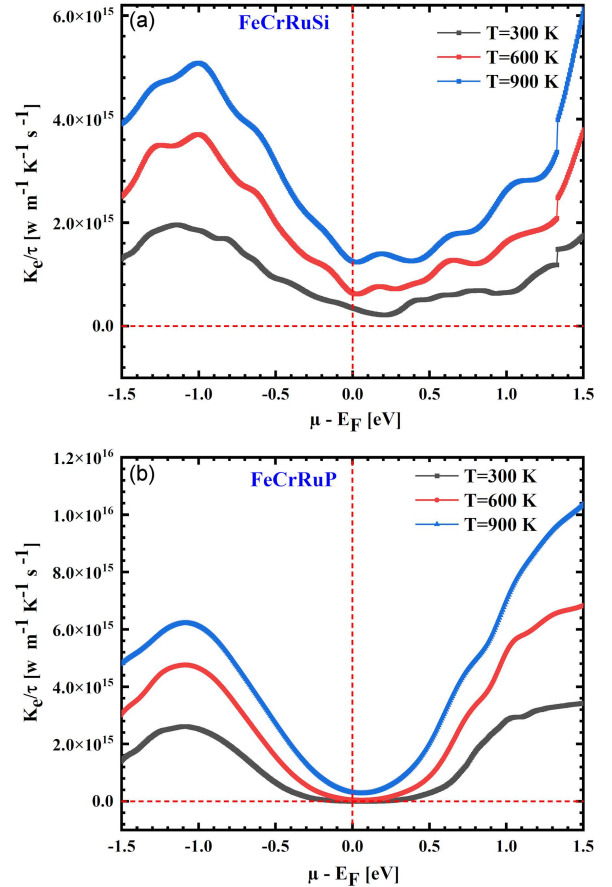 (a)
FeCrRuSi
T=300 K
T=600 K
T=900 K
6.0×10¹⁵
4.0×10¹⁵
2.0×10¹⁵
0.0
Kₑ/τ [w m⁻¹ K⁻¹ s⁻¹]
-1.5 -1.0 -0.5 0.0 0.5 1.0 1.5
μ - E_F [eV]
(b)
FeCrRuP
T=300 K
T=600 K
T=900 K
1.2×10¹⁶
1.0×10¹⁶
8.0×10¹⁵
6.0×10¹⁵
4.0×10¹⁵
2.0×10¹⁵
0.0
Kₑ/τ [w m⁻¹ K⁻¹ s⁻¹]
-1.5 -1.0 -0.5 0.0 0.5 1.0 1.5
μ - E_F [eV]